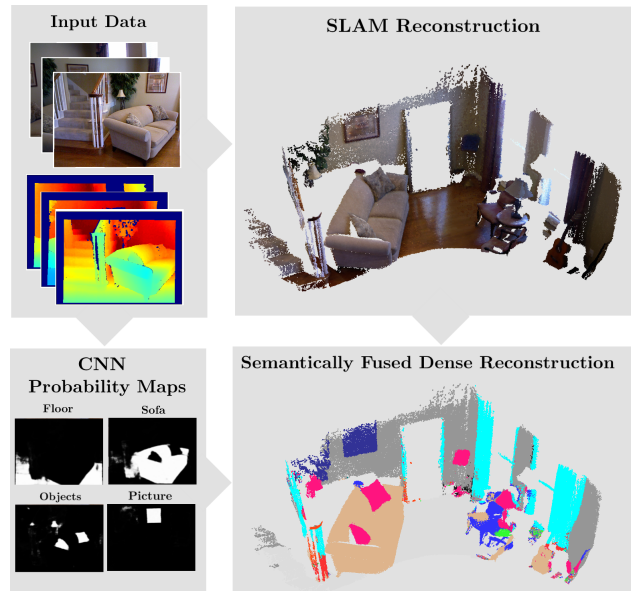 Input Data
SLAM Reconstruction
CNN
Probability Maps
Floor
Sofa
Objects
Picture
Semantically Fused Dense Reconstruction